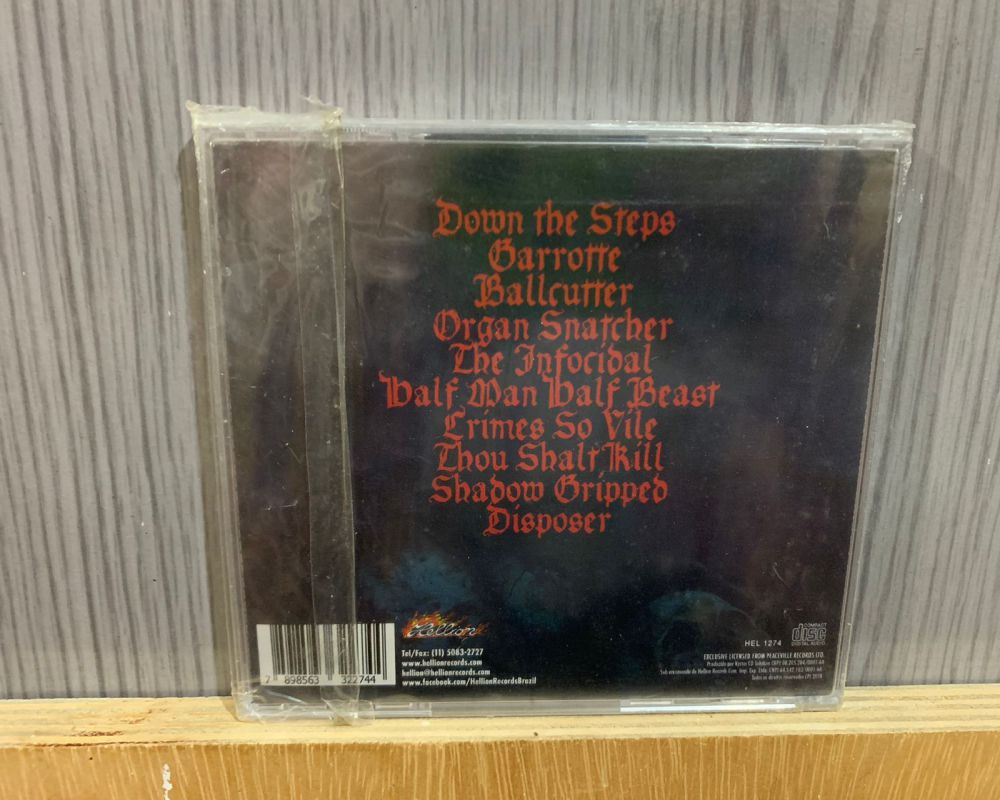 Down the Steps
Garrotte
Ballcutter
Organ Snatcher
The Infocidal
Half Man Half Beast
Crimes So Vile
Thou Shalt Kill
Shadow Gripped
Disposer
Hellion
Tel/Fax: (11) 5083-2727
www.hellionrecords.com
hellion@hellionrecords.com
www.facebook.com/HellionRecordsBrazil
7 898563 322744
HEL 1274
COMPACT
disc
DIGITAL AUDIO
EXCLUSIVE LICENSED FROM PEACEVILLE RECORDS LTD.